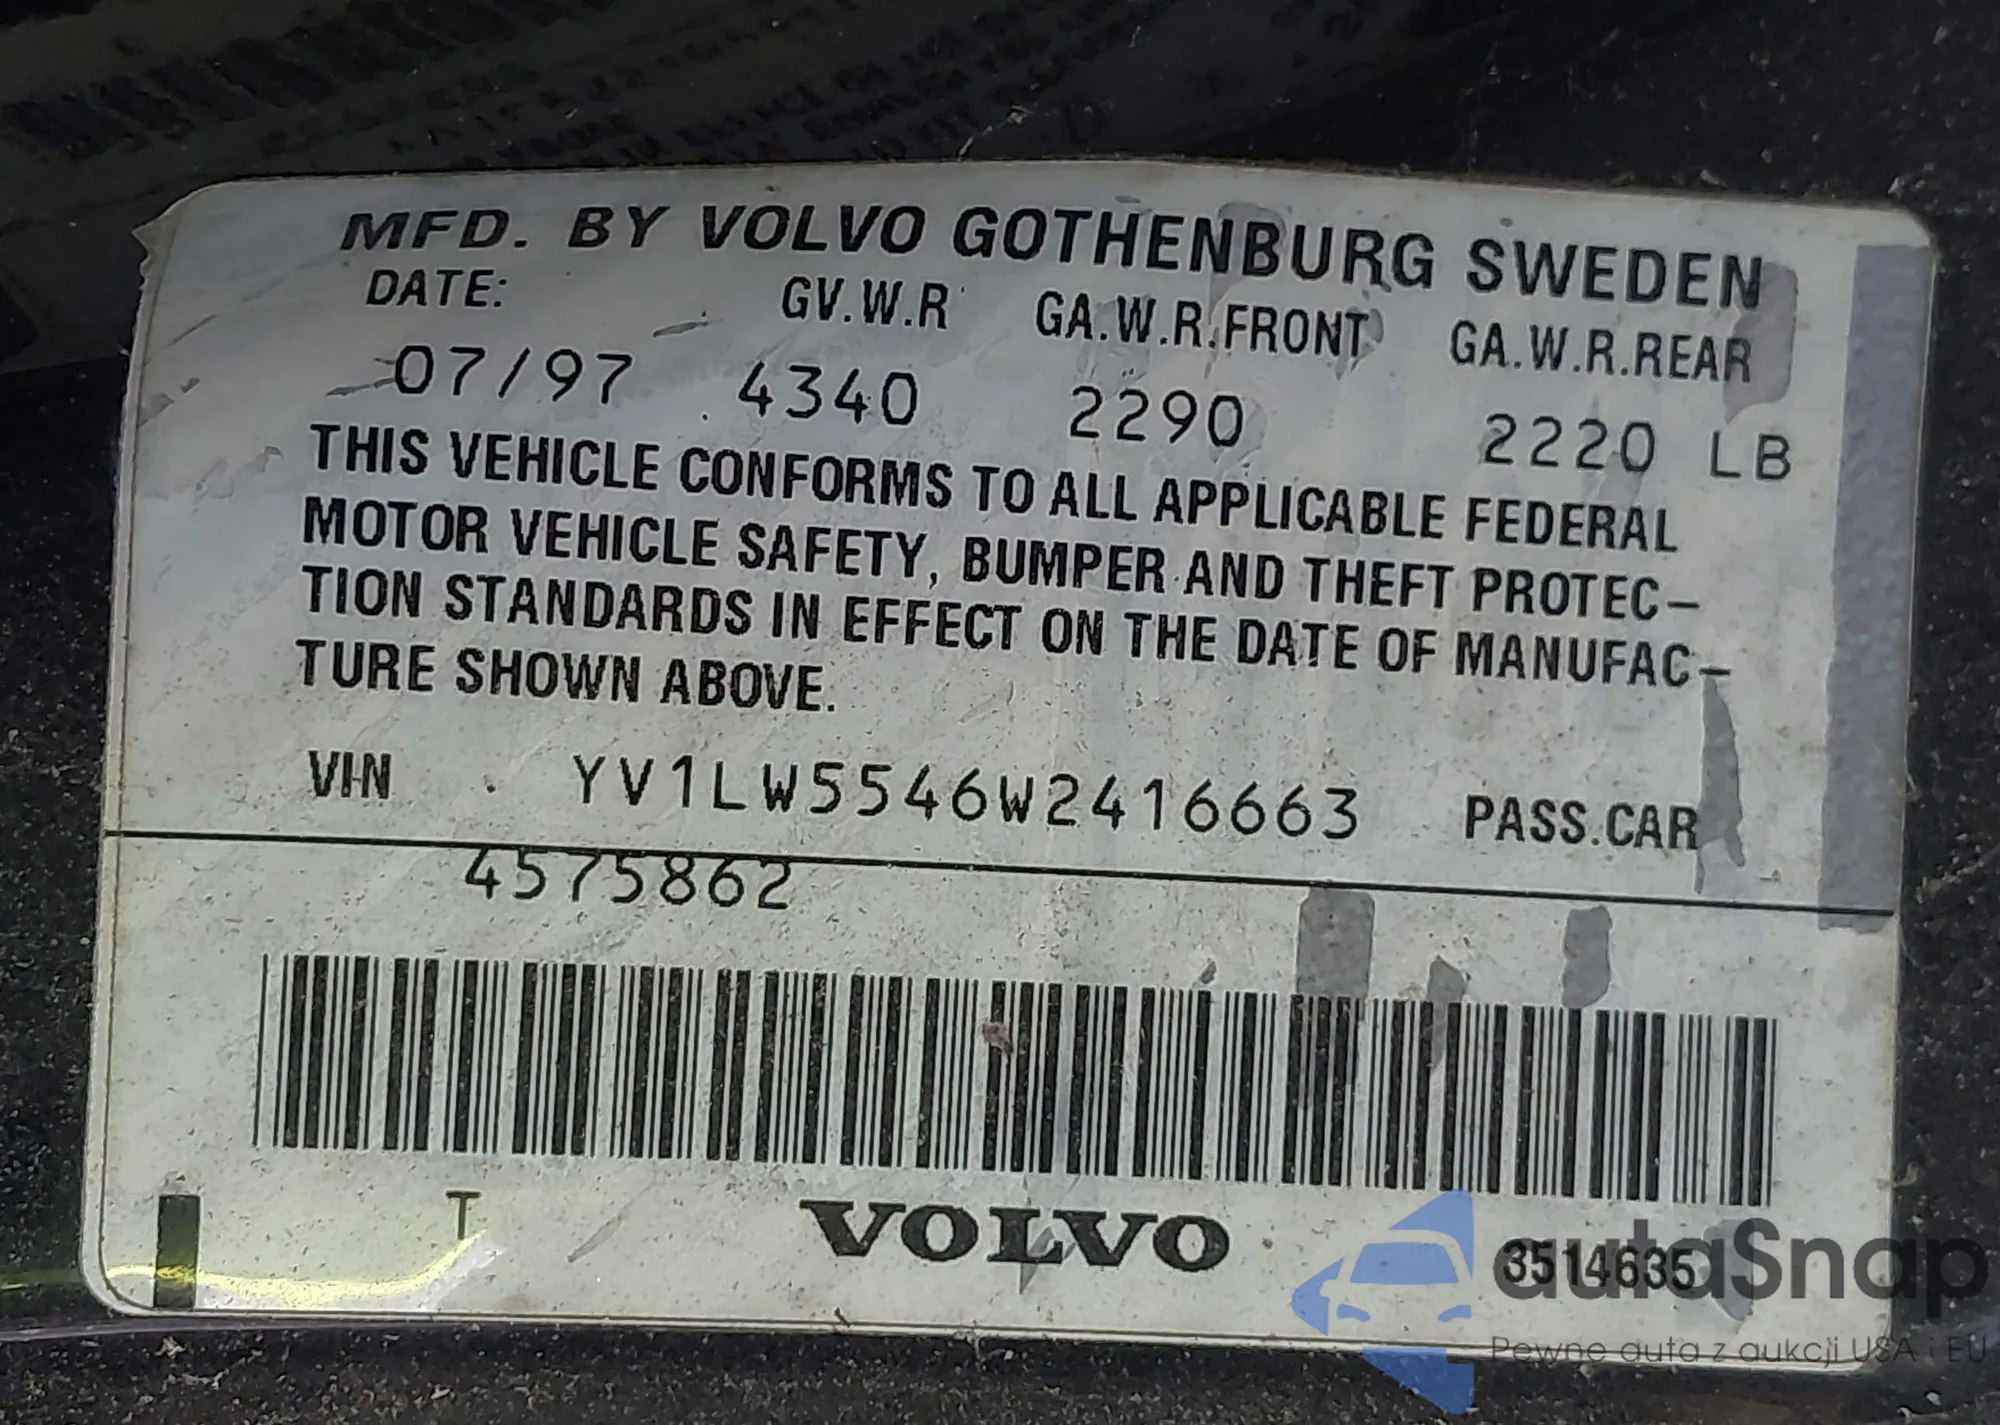 MFD. BY VOLVO GOTHENBURG SWEDEN
DATE: GV.W.R GA.W.R.FRONT GA.W.R.REAR
07/97 4340 2290 2220 LB
THIS VEHICLE CONFORMS TO ALL APPLICABLE FEDERAL
MOTOR VEHICLE SAFETY, BUMPER AND THEFT PROTEC-
TION STANDARDS IN EFFECT ON THE DATE OF MANUFAC-
TURE SHOWN ABOVE.
VIN YV1LW5546W2416663 PASS.CAR
4575862
T VOLVO 3514635
autaSnap
Pewne auta z aukcji USA i EU